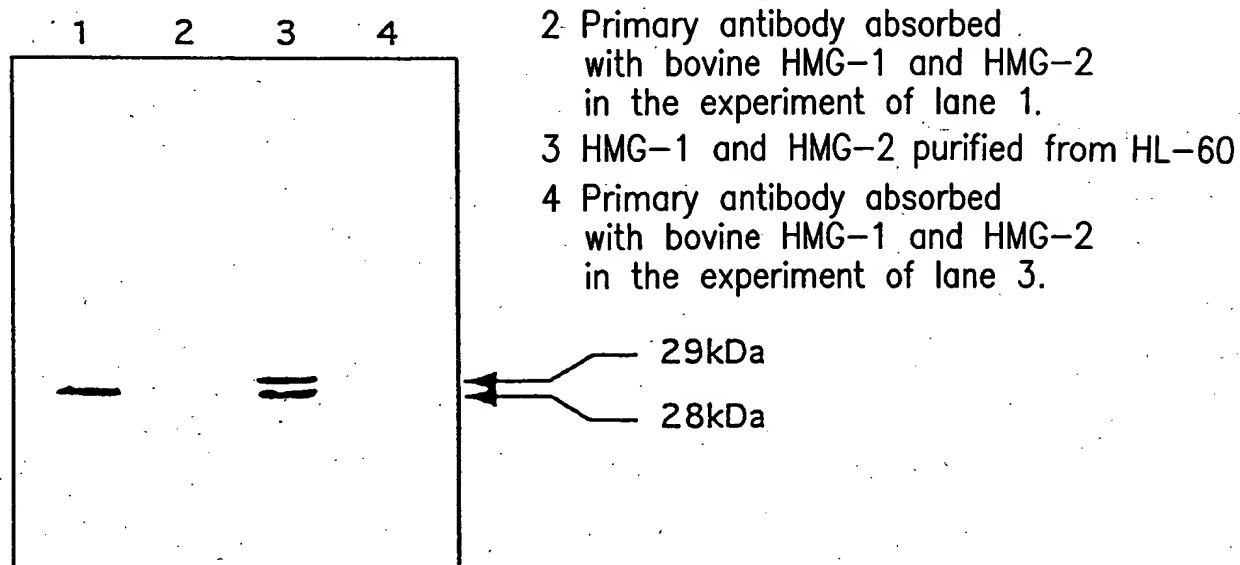 1 2 3 4
2 Primary antibody absorbed
with bovine HMG-1 and HMG-2
in the experiment of lane 1.
3 HMG-1 and HMG-2 purified from HL-60
4 Primary antibody absorbed
with bovine HMG-1 and HMG-2
in the experiment of lane 3.
29kDa
28kDa